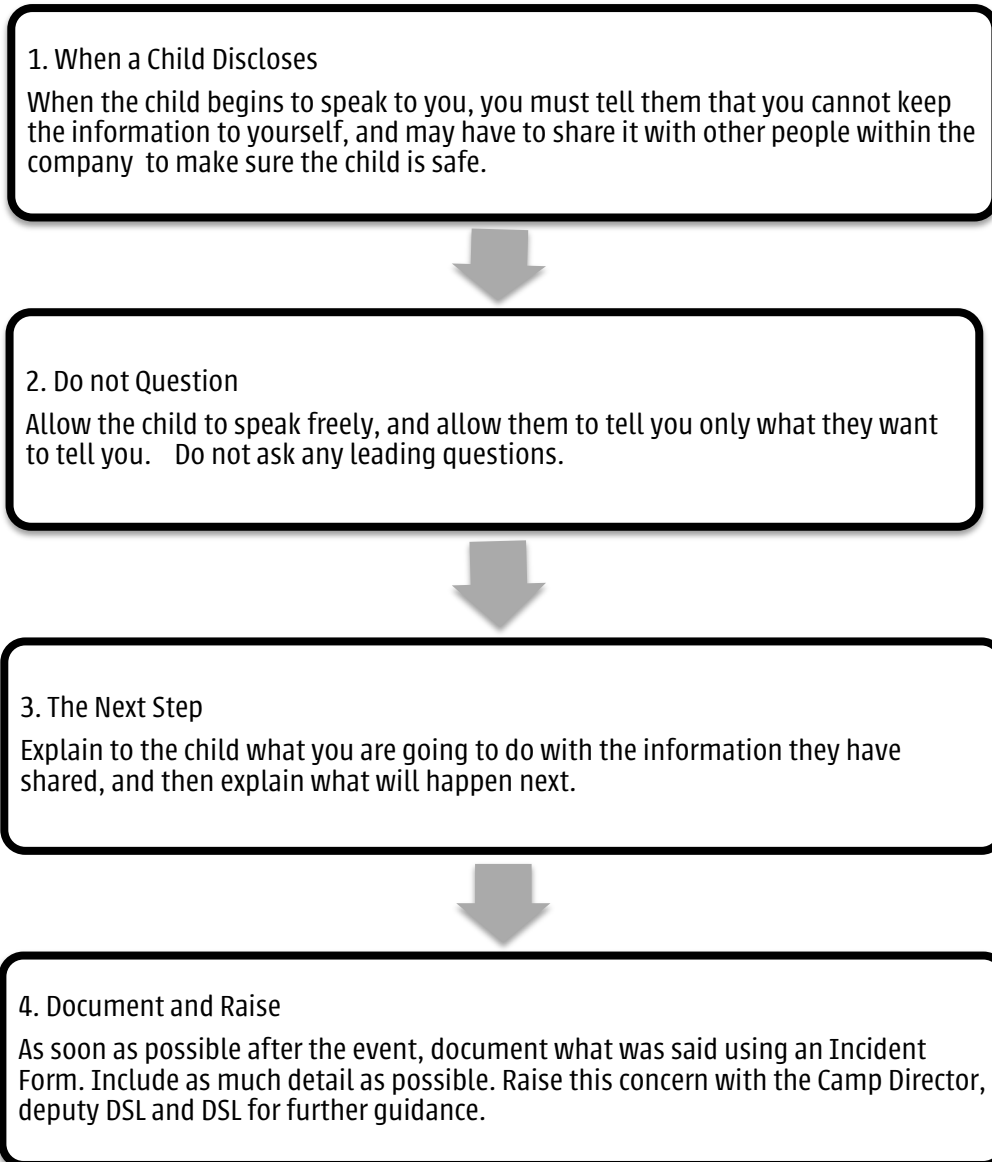 1. When a Child Discloses
When the child begins to speak to you, you must tell them that you cannot keep
the information to yourself, and may have to share it with other people within the
company  to make sure the child is safe.
2. Do not Question
Allow the child to speak freely, and allow them to tell you only what they want
to tell you.   Do not ask any leading questions.
3. The Next Step
Explain to the child what you are going to do with the information they have
shared, and then explain what will happen next.
4. Document and Raise
As soon as possible after the event, document what was said using an Incident
Form. Include as much detail as possible. Raise this concern with the Camp Director,
deputy DSL and DSL for further guidance.